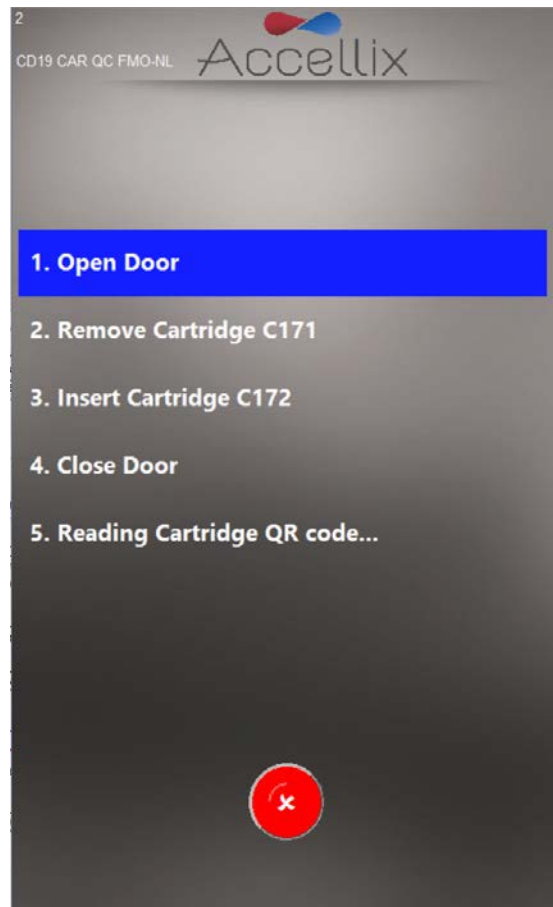 2
CD19 CAR QC FMO-NL
Accellix
1. Open Door
2. Remove Cartridge C171
3. Insert Cartridge C172
4. Close Door
5. Reading Cartridge QR code...